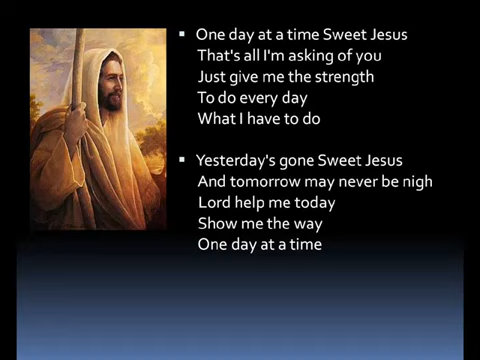 One day at a time Sweet Jesus
That's all I'm asking of you
Just give me the strength
To do every day
What I have to do
Yesterday's gone Sweet Jesus
And tomorrow may never be nigh
Lord help me today
Show me the way
One day at a time